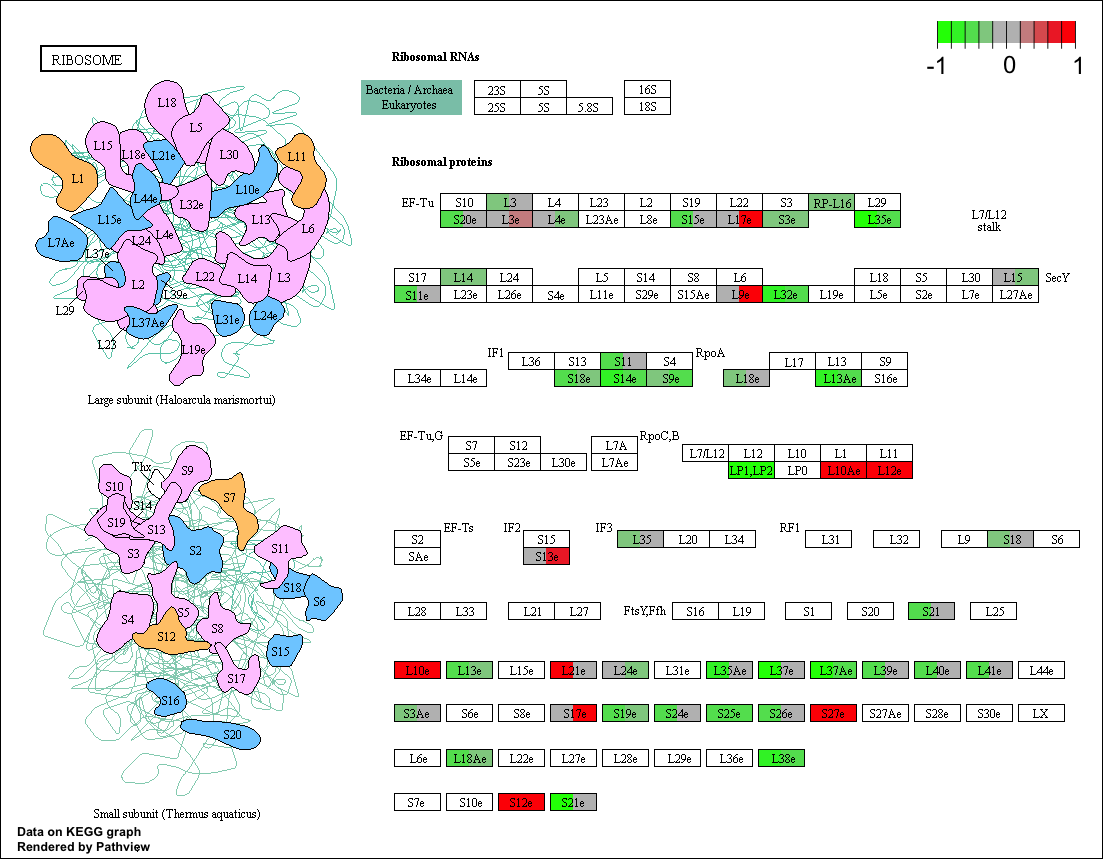 RIBOSOME
Ribosomal RNAs
-1 0 1
Bacteria / Archaea 23S 5S 16S
Eukaryotes 25S 5S 5.8S 18S
Ribosomal proteins
EF-Tu S10 L3 L4 L23 L2 S19 L22 S3 RP-L16 L29
S20e L3e L4e L23Ae L8e S15e L17e S3e L35e
L7/L12
stalk
S17 L14 L24 L5 S14 S8 L6 L18 S5 L30 L15 SecY
S11e L23e L26e S4e L11e S29e S15Ae L9e L32e L19e L5e S2e L7e L27Ae
IF1 L36 S13 S11 S4 RpoA L17 L13 S9
L34e L14e S18e S14e S9e L18e L13Ae S16e
EF-Tu,G S7 S12 L7A RpoC,B L7/L12 L12 L10 L1 L11
S5e S23e L30e L7Ae LP1,LP2 LP0 L10Ae L12e
S2 EF-Ts IF2 S15 IF3 L35 L20 L34 RF1 L31 L32 L9 S18 S6
SAe S13e
L28 L33 L21 L27 FtsY,Ffh S16 L19 S1 S20 S21 L25
L10e L13e L15e L21e L24e L31e L35Ae L37e L37Ae L39e L40e L41e L44e
S3Ae S6e S8e S17e S19e S24e S25e S26e S27e S27Ae S28e S30e LX
L6e L18Ae L22e L27e L28e L29e L36e L38e
S7e S10e S12e S21e
L18
L5
L15
L18e
L21e
L30
L11
L1
L44e
L10e
L32e
L15e
L13
L6
L7Ae
L24
L4e
L37e
L2
L22
L14
L3
L39e
L29
L37Ae
L31e
L24e
L23
L19e
Large subunit (Haloarcula marismortui)
Thx
S9
S10
S7
S14
S19
S13
S3
S2
S11
S18
S6
S4
S5
S12
S8
S15
S17
S16
S20
Small subunit (Thermus aquaticus)
Data on KEGG graph
Rendered by Pathview